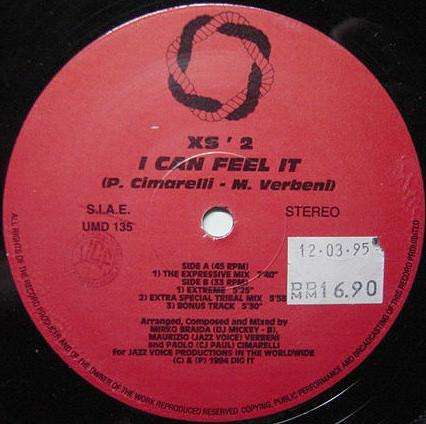 XS ' 2
I CAN FEEL IT
(P. Cimarelli - M. Verbeni)
S.I.A.E.
STEREO
UMD 135
12-03-95
MM 16.90
SIDE A (45 RPM)
1) THE EXPRESSIVE MIX 7'40"
SIDE B (33 RPM)
1) EXTREME 5'25"
2) EXTRA SPECIAL TRIBAL MIX 5'55
3) BONUS TRACK 5'30"
Arranged, Composed and Mixed by
MIRKO BRAIDA (DJ MICKEY - B),
MAURIZIO (JAZZ VOICE) VERBENI
and PAOLO (CJ PAUL) CIMARELLI
for JAZZ VOICE PRODUCTIONS IN THE WORLDWIDE
(C) & (P) 1994 DIG IT
ALL RIGHTS OF THE RECORD PRODUCER AND OF THE OWNER OF THE WORK REPRODUCED RESERVED COPYING, PUBLIC PERFORMANCE AND BROADCASTING OF THIS RECORD PROHIBITED